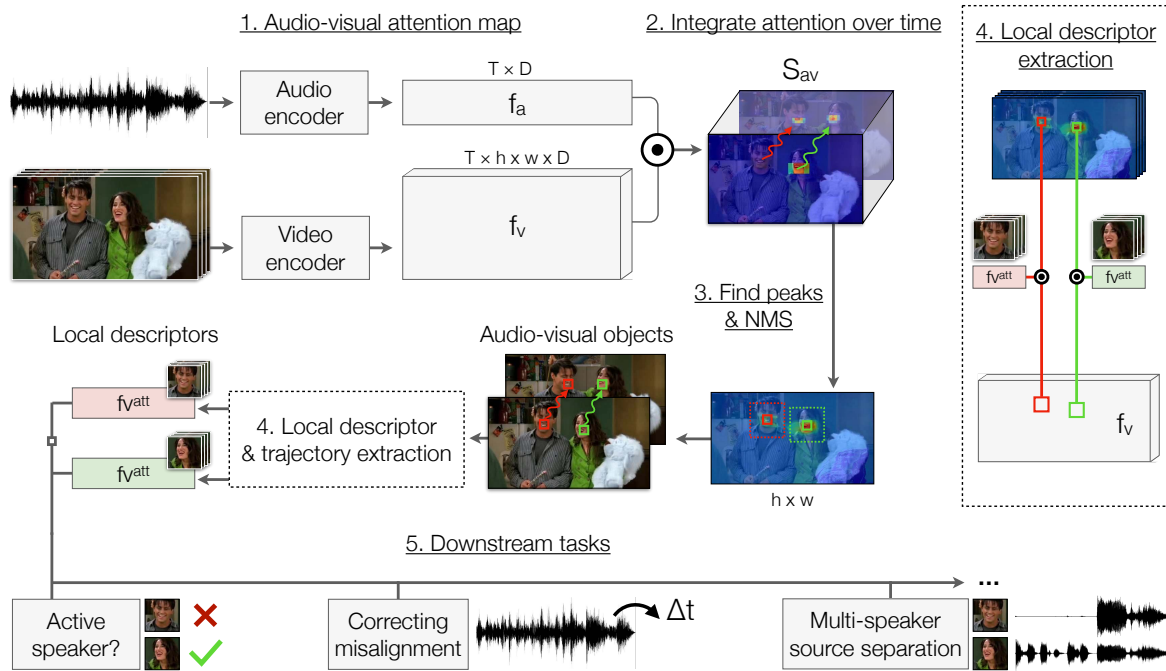 1. Audio-visual attention map
2. Integrate attention over time
4. Local descriptor
extraction
Audio
encoder
T × D
fa
Sav
T × h x w x D
Video
encoder
fv
fvatt
fvatt
fv
3. Find peaks
& NMS
Local descriptors
Audio-visual objects
fvatt
fvatt
4. Local descriptor
& trajectory extraction
h x w
5. Downstream tasks
...
Active
speaker?
Correcting
misalignment
Δt
Multi-speaker
source separation